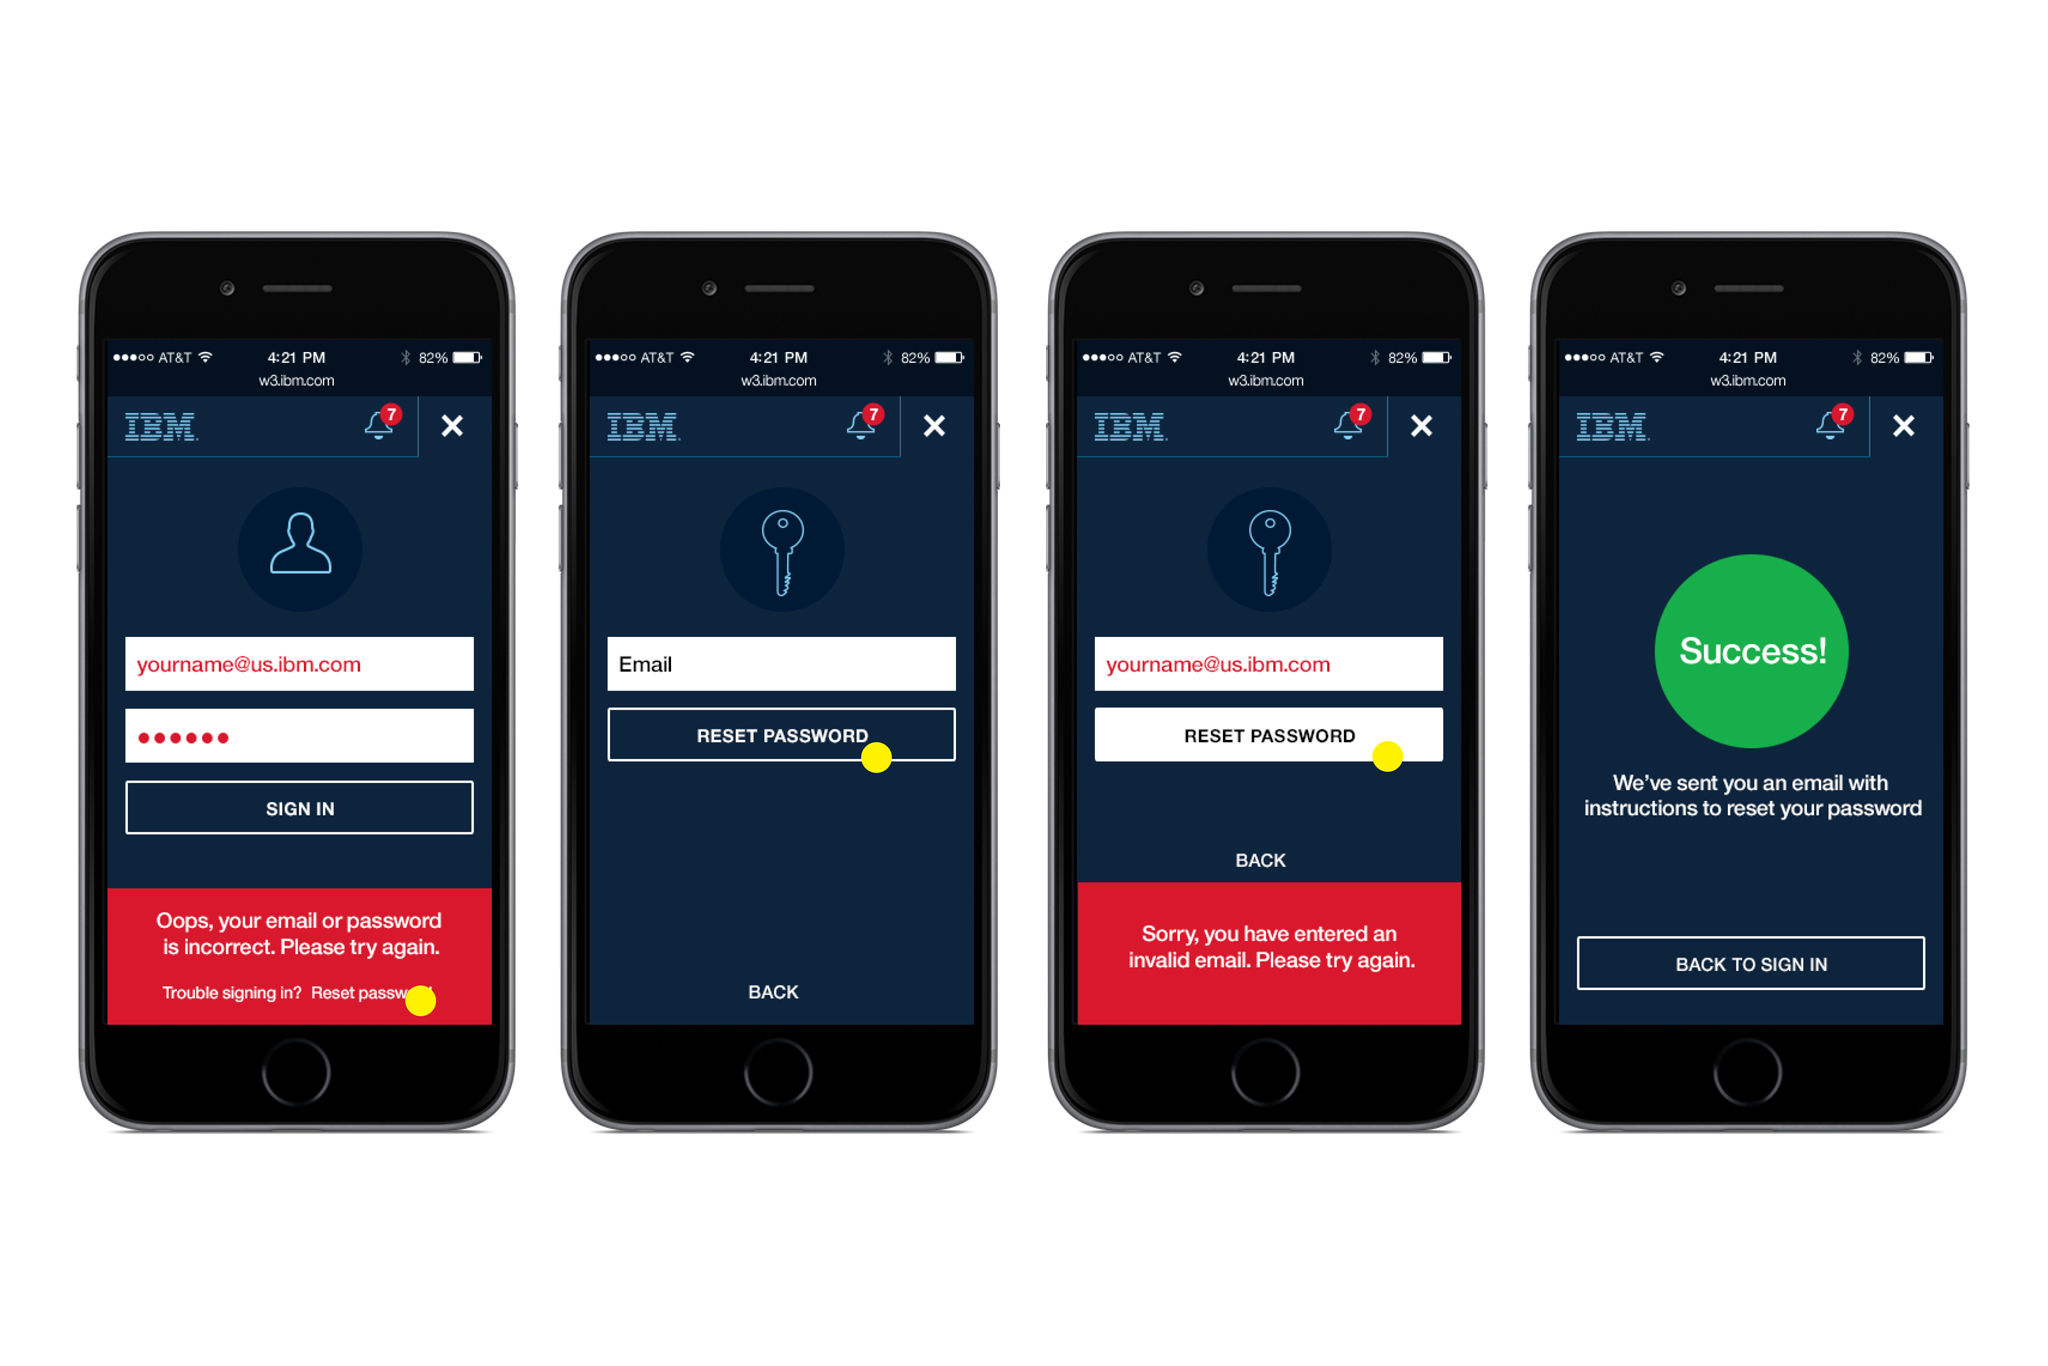 AT&T 4:21 PM 82%
w3.ibm.com
IBM 7
yourname@us.ibm.com
SIGN IN
Oops, your email or password
is incorrect. Please try again.
Trouble signing in? Reset
AT&T 4:21 PM 82%
w3.ibm.com
IBM 7
Email
RESET PASSWORD
BACK
AT&T 4:21 PM 82%
w3.ibm.com
IBM 7
yourname@us.ibm.com
RESET PASSWORD
BACK
Sorry, you have entered an
invalid email. Please try again.
AT&T 4:21 PM 82%
w3.ibm.com
IBM 7
Success!
We’ve sent you an email with
instructions to reset your password
BACK TO SIGN IN